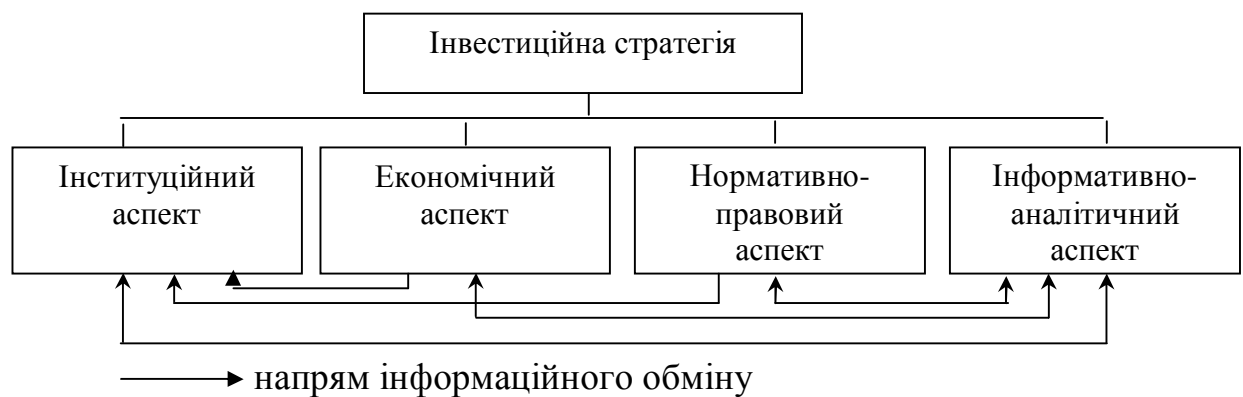 Інвестиційна стратегія
Інституційний
аспект
Економічний
аспект
Нормативно-
правовий
аспект
Інформативно-
аналітичний
аспект
напрям інформаційного обміну